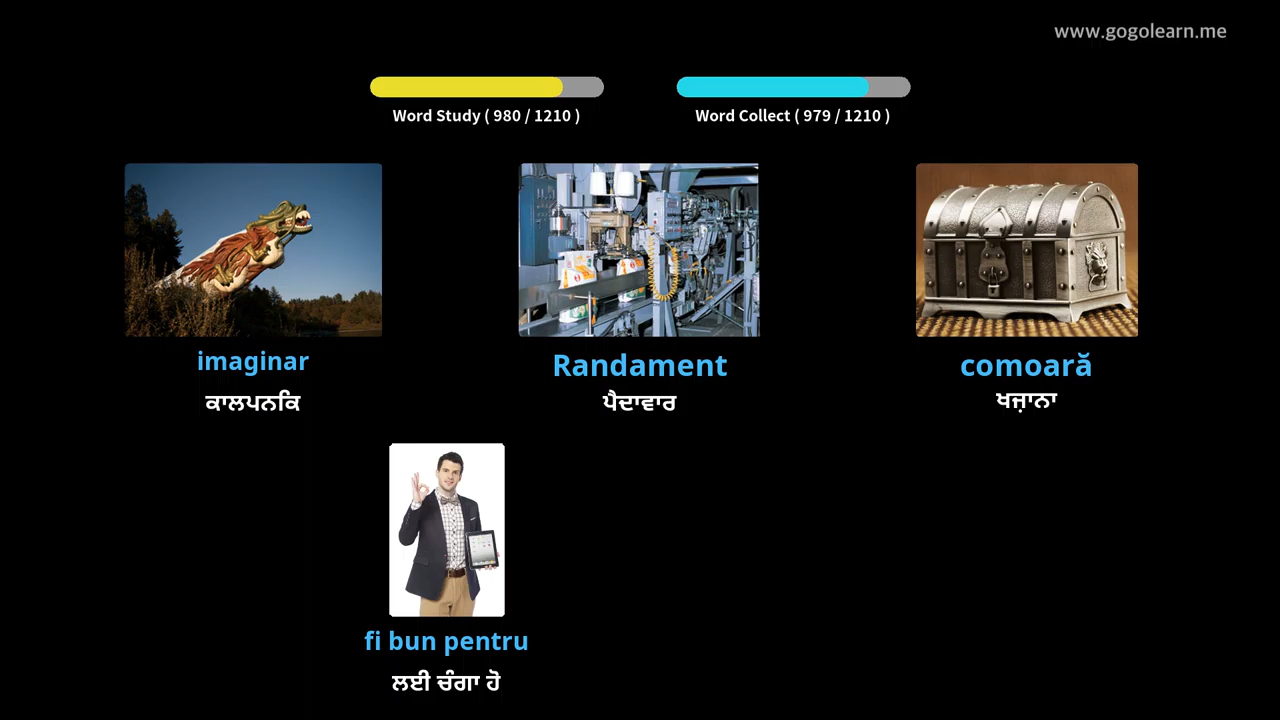 www.gogolearn.me
Word Study ( 980 / 1210 )
Word Collect ( 979 / 1210 )
imaginar
ਕਾਲਪਨਕਿ
Randament
ਪੈਦਾਵਾਰ
comoară
ਖਜ਼ਾਨਾ
fi bun pentru
ਲਈ ਚੰਗਾ ਹੋ